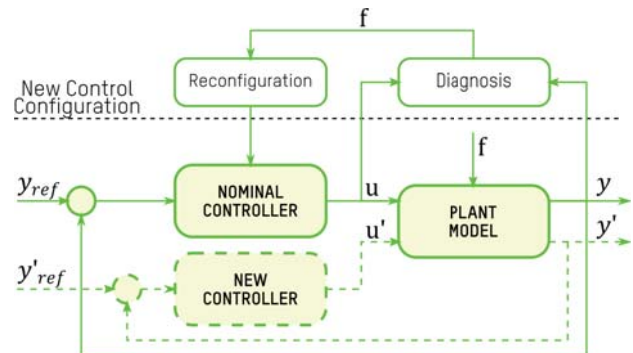 f
Reconfiguration
Diagnosis
New Control
Configuration
f
y_ref
NOMINAL
CONTROLLER
u
PLANT
MODEL
y
u'
y'
y'_ref
NEW
CONTROLLER